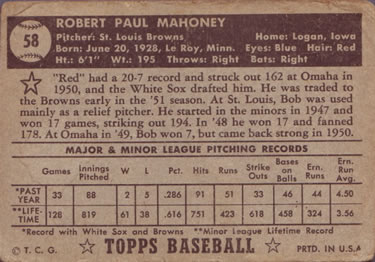 58
ROBERT PAUL MAHONEY
Pitcher: St. Louis Browns Home: Logan, Iowa
Born: June 20, 1928, Le Roy, Minn. Eyes: Blue Hair: Red
Ht.: 6'1" Wt.: 195 Throws: Right Bats: Right
"Red" had a 20-7 record and struck out 162 at Omaha in
1950, and the White Sox drafted him. He was traded to
the Browns early in the '51 season. At St. Louis, Bob was used
mainly as a relief pitcher. He started in the minors in 1947 and
won 17 games, striking out 194. In '48 he won 17 and fanned
178. At Omaha in '49, Bob won 7, but came back strong in 1950.
MAJOR & MINOR LEAGUE PITCHING RECORDS
Games Innings Pitched W L Pct. Hits Runs Strike Outs Bases on Balls Ern. Runs Ern. Run Avg.
*PAST YEAR 33 88 2 5 .286 91 51 33 46 44 4.50
**LIFE-TIME 128 819 61 38 .616 751 423 618 458 324 3.56
*Record with White Sox and Browns **Minor League Lifetime Record
© T. C. G. TOPPS BASEBALL PRTD. IN U.S.A.